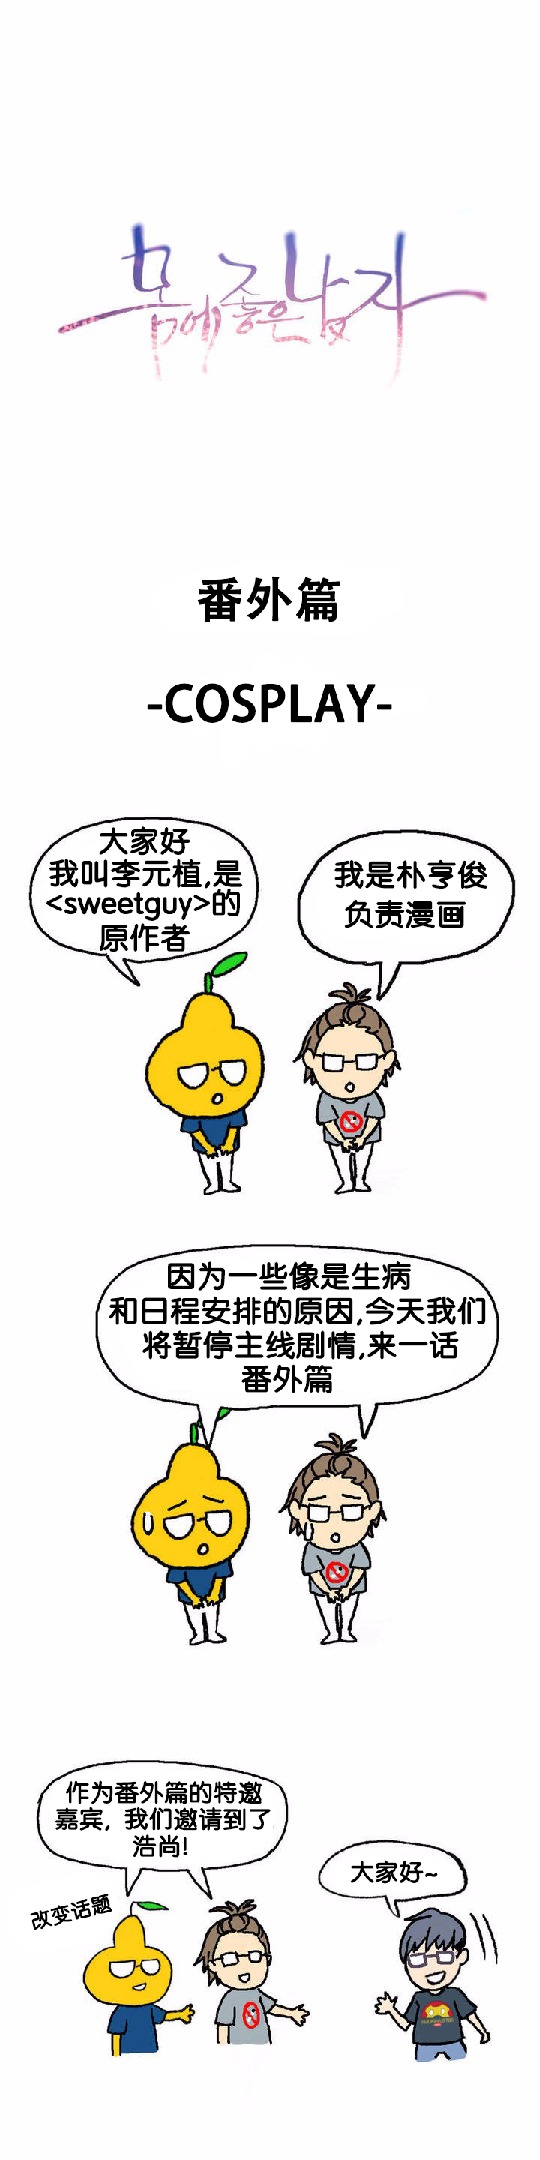 몸에 좋은 남자
番外篇
-COSPLAY-
大家好
我叫李元植,是
<sweetguy>的
原作者
我是朴亨俊
负责漫画
因为一些像是生病
和日程安排的原因,今天我们
将暂停主线剧情,来一话
番外篇
作为番外篇的特邀
嘉宾, 我们邀请到了
浩尚!
改变话题
大家好~